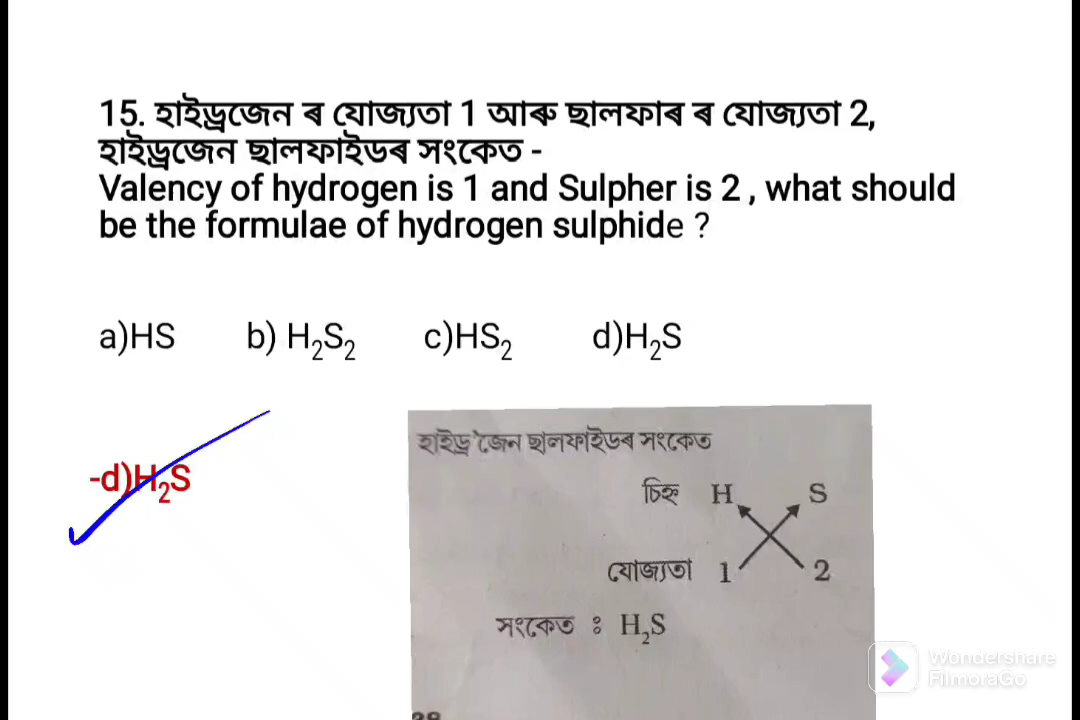 15. হাইড্ৰজেন ৰ যোজ্যতা 1 আৰু ছালফাৰ ৰ যোজ্যতা 2,
হাইড্ৰজেন ছালফাইডৰ সংকেত -
Valency of hydrogen is 1 and Sulpher is 2 , what should
be the formulae of hydrogen sulphide ?
a)HS b) H₂S₂ c)HS₂ d)H₂S
-d)H₂S
হাইড্ৰ'জেন ছালফাইডৰ সংকেত
চিহ্ন H S
যোজ্যতা 1 2
সংকেত : H₂S
Wondershare
FilmoraGo